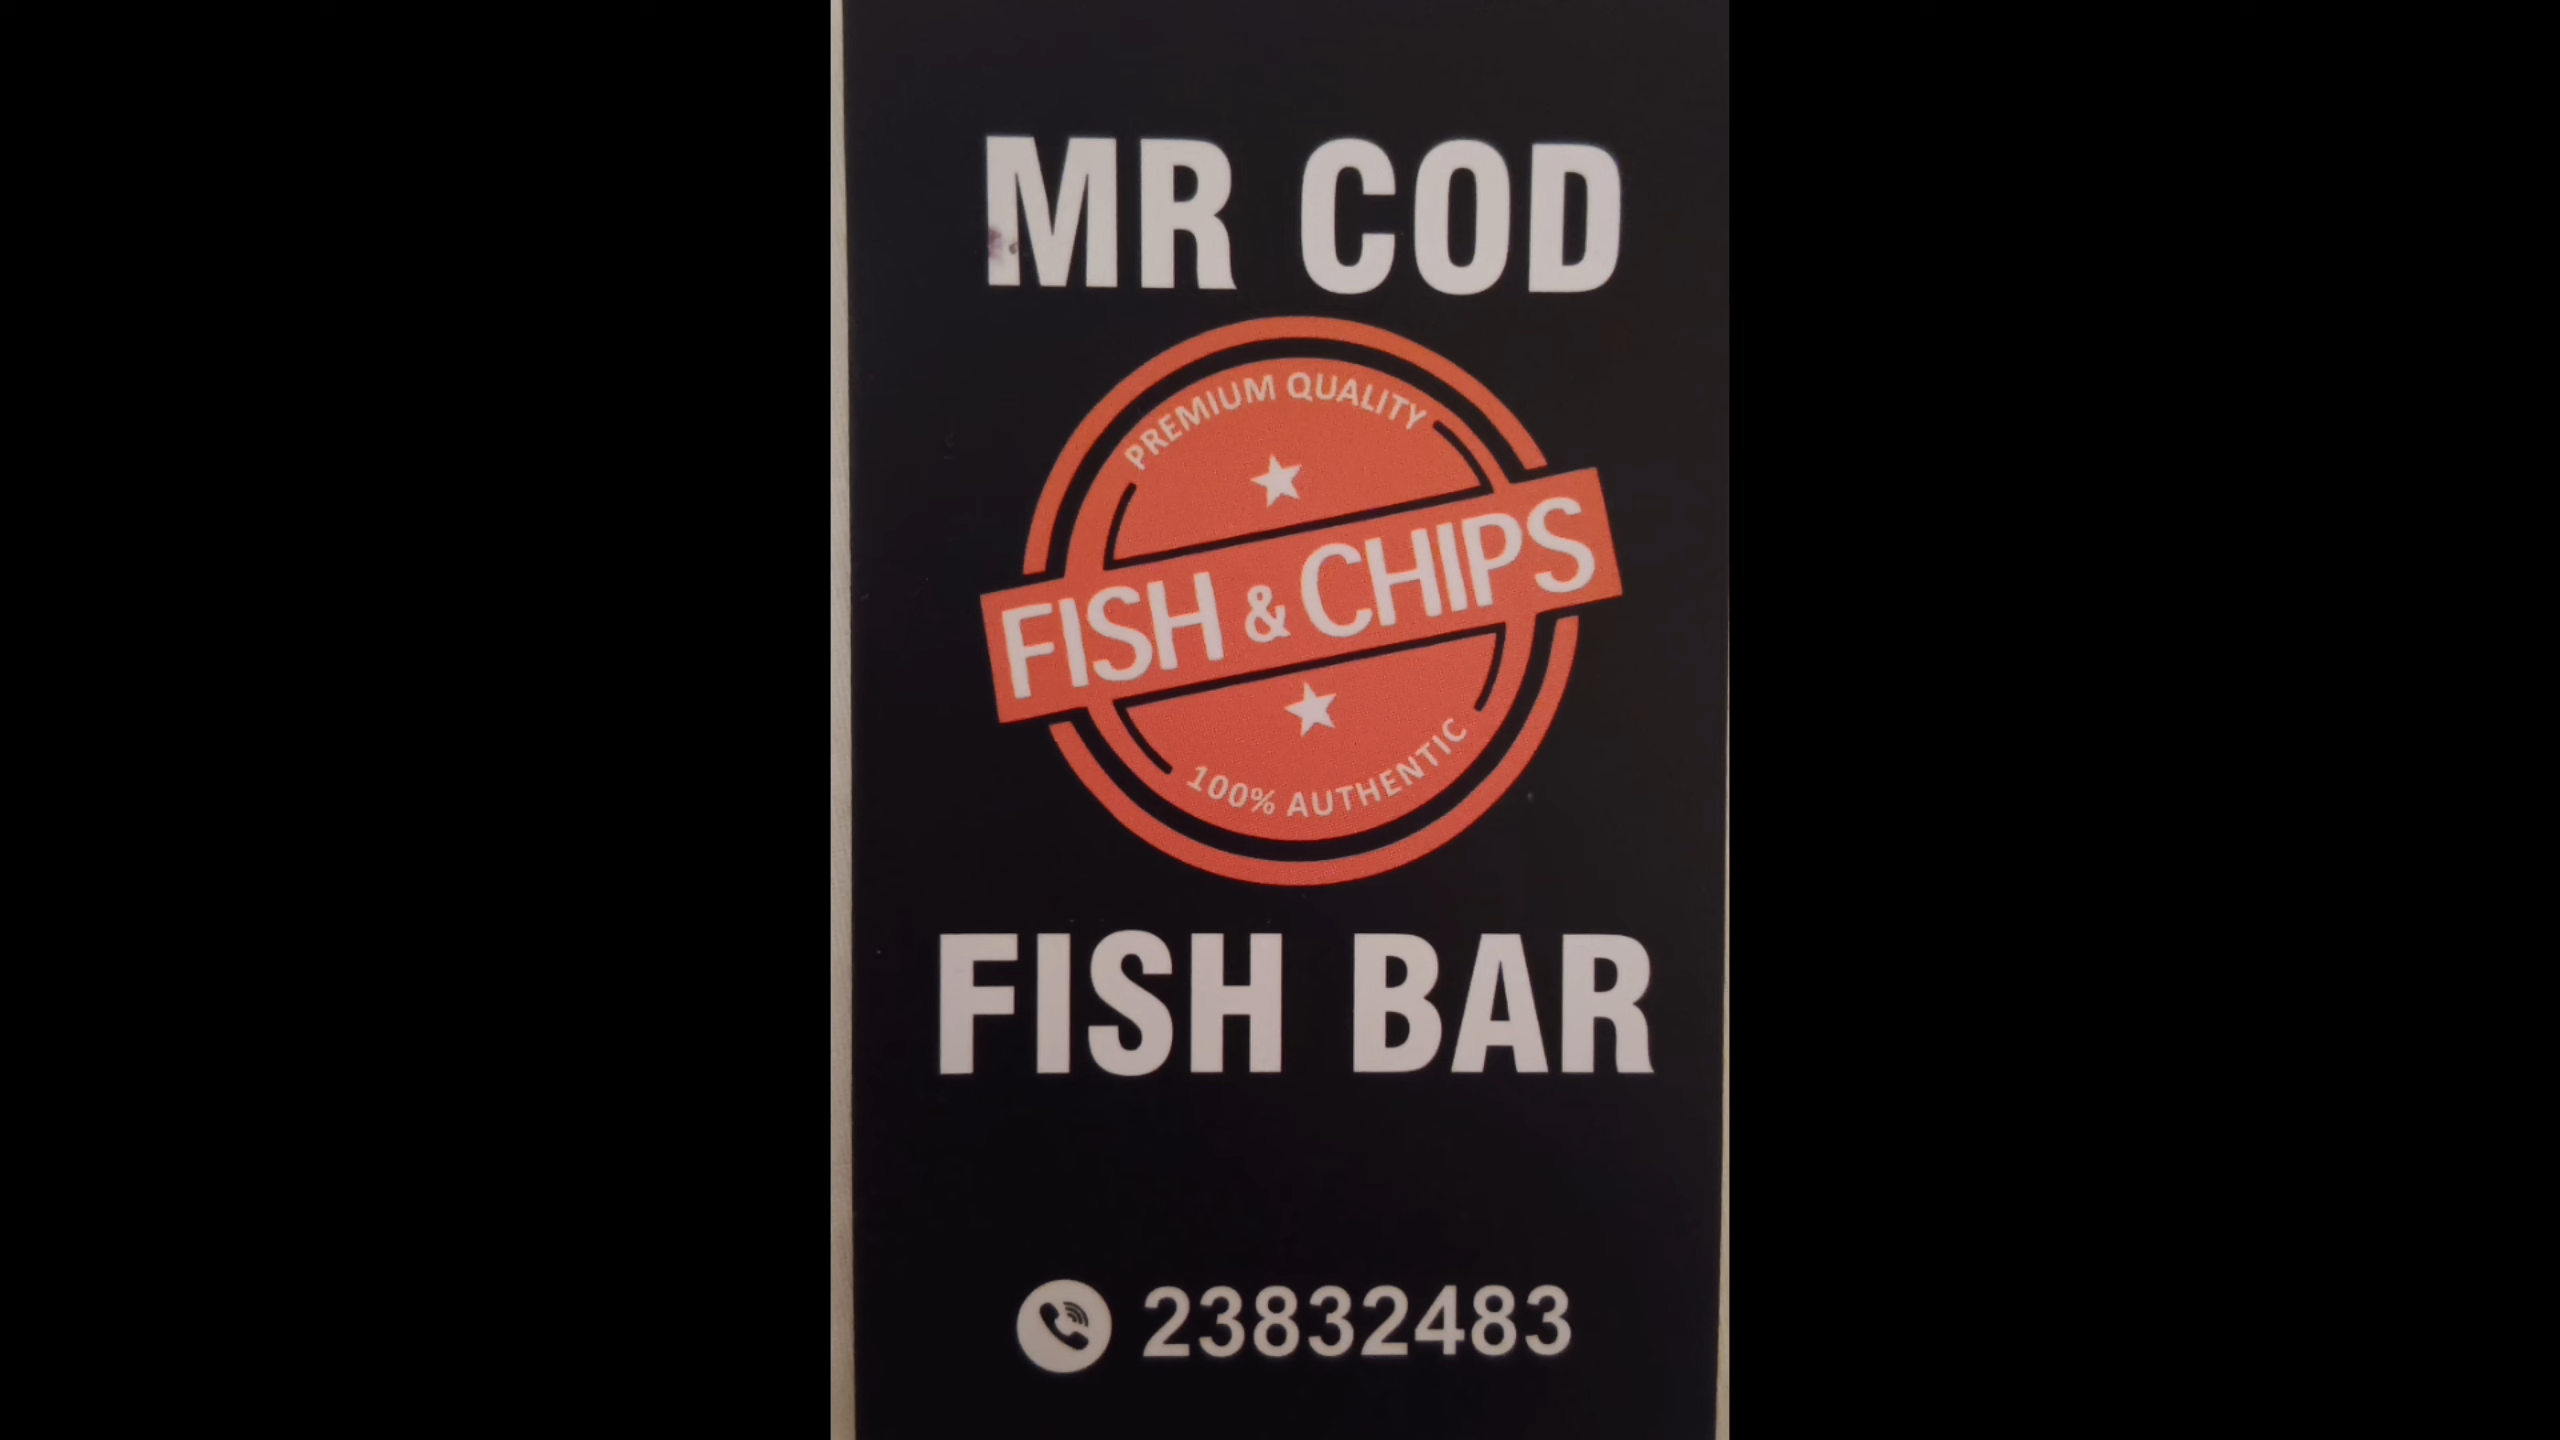 MR COD
PREMIUM QUALITY
FISH & CHIPS
100% AUTHENTIC
FISH BAR
23832483